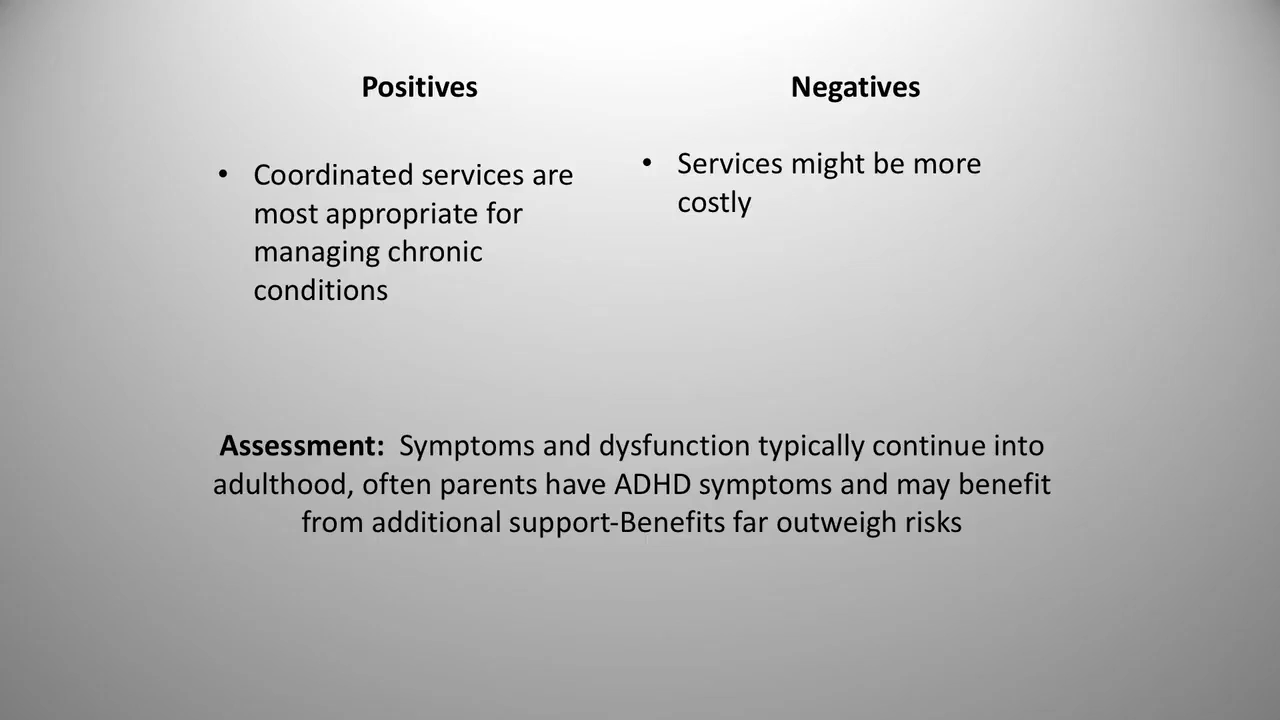 Positives
Negatives
• Coordinated services are
most appropriate for
managing chronic
conditions
• Services might be more
costly
Assessment: Symptoms and dysfunction typically continue into
adulthood, often parents have ADHD symptoms and may benefit
from additional support-Benefits far outweigh risks